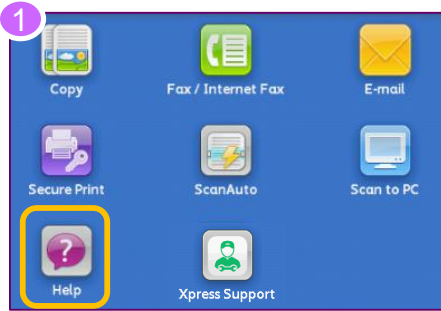 1
Copy
Fax / Internet Fax
E-mail
Secure Print
ScanAuto
Scan to PC
?
Help
Xpress Support